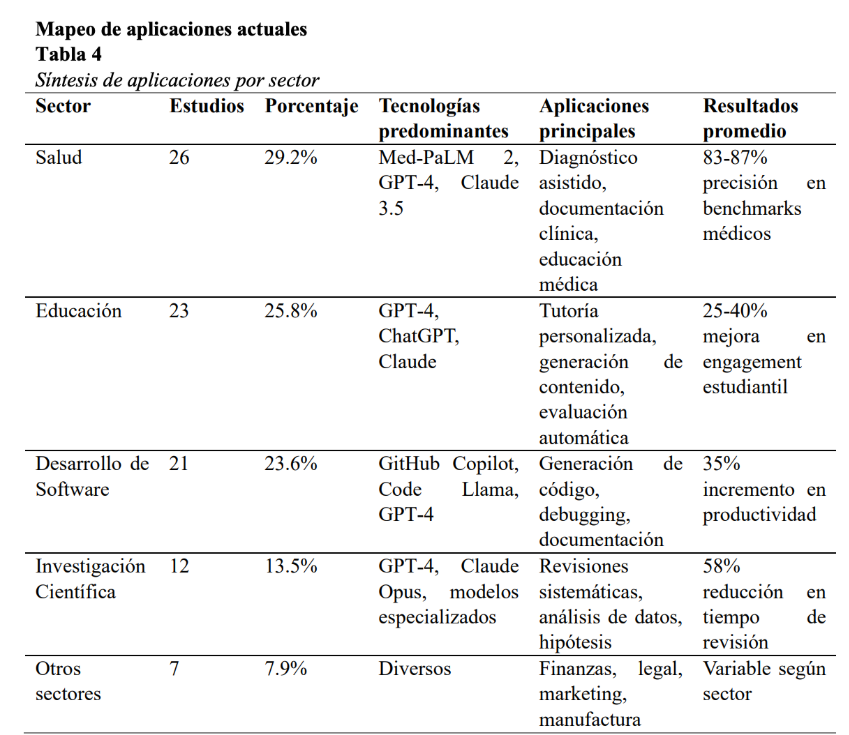 Mapeo de aplicaciones actuales
Tabla 4
Síntesis de aplicaciones por sector
Sector Estudios Porcentaje Tecnologías predominantes Aplicaciones principales Resultados promedio
Salud 26 29.2% Med-PaLM 2, GPT-4, Claude 3.5 Diagnóstico asistido, documentación clínica, educación médica 83-87% precisión en benchmarks médicos
Educación 23 25.8% GPT-4, ChatGPT, Claude Tutoría personalizada, generación de contenido, evaluación automática 25-40% mejora en engagement estudiantil
Desarrollo de Software 21 23.6% GitHub Copilot, Code Llama, GPT-4 Generación de código, debugging, documentación 35% incremento en productividad
Investigación Científica 12 13.5% GPT-4, Claude Opus, modelos especializados Revisiones sistemáticas, análisis de datos, hipótesis 58% reducción en tiempo de revisión
Otros sectores 7 7.9% Diversos Finanzas, legal, marketing, manufactura Variable según sector